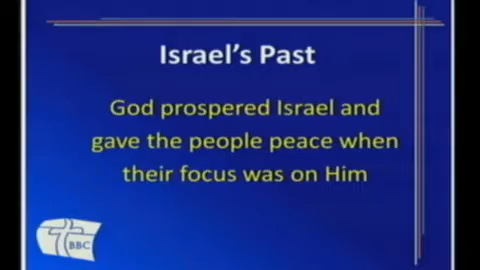 Israel's Past
God prospered Israel and
gave the people peace when
their focus was on Him
BBC